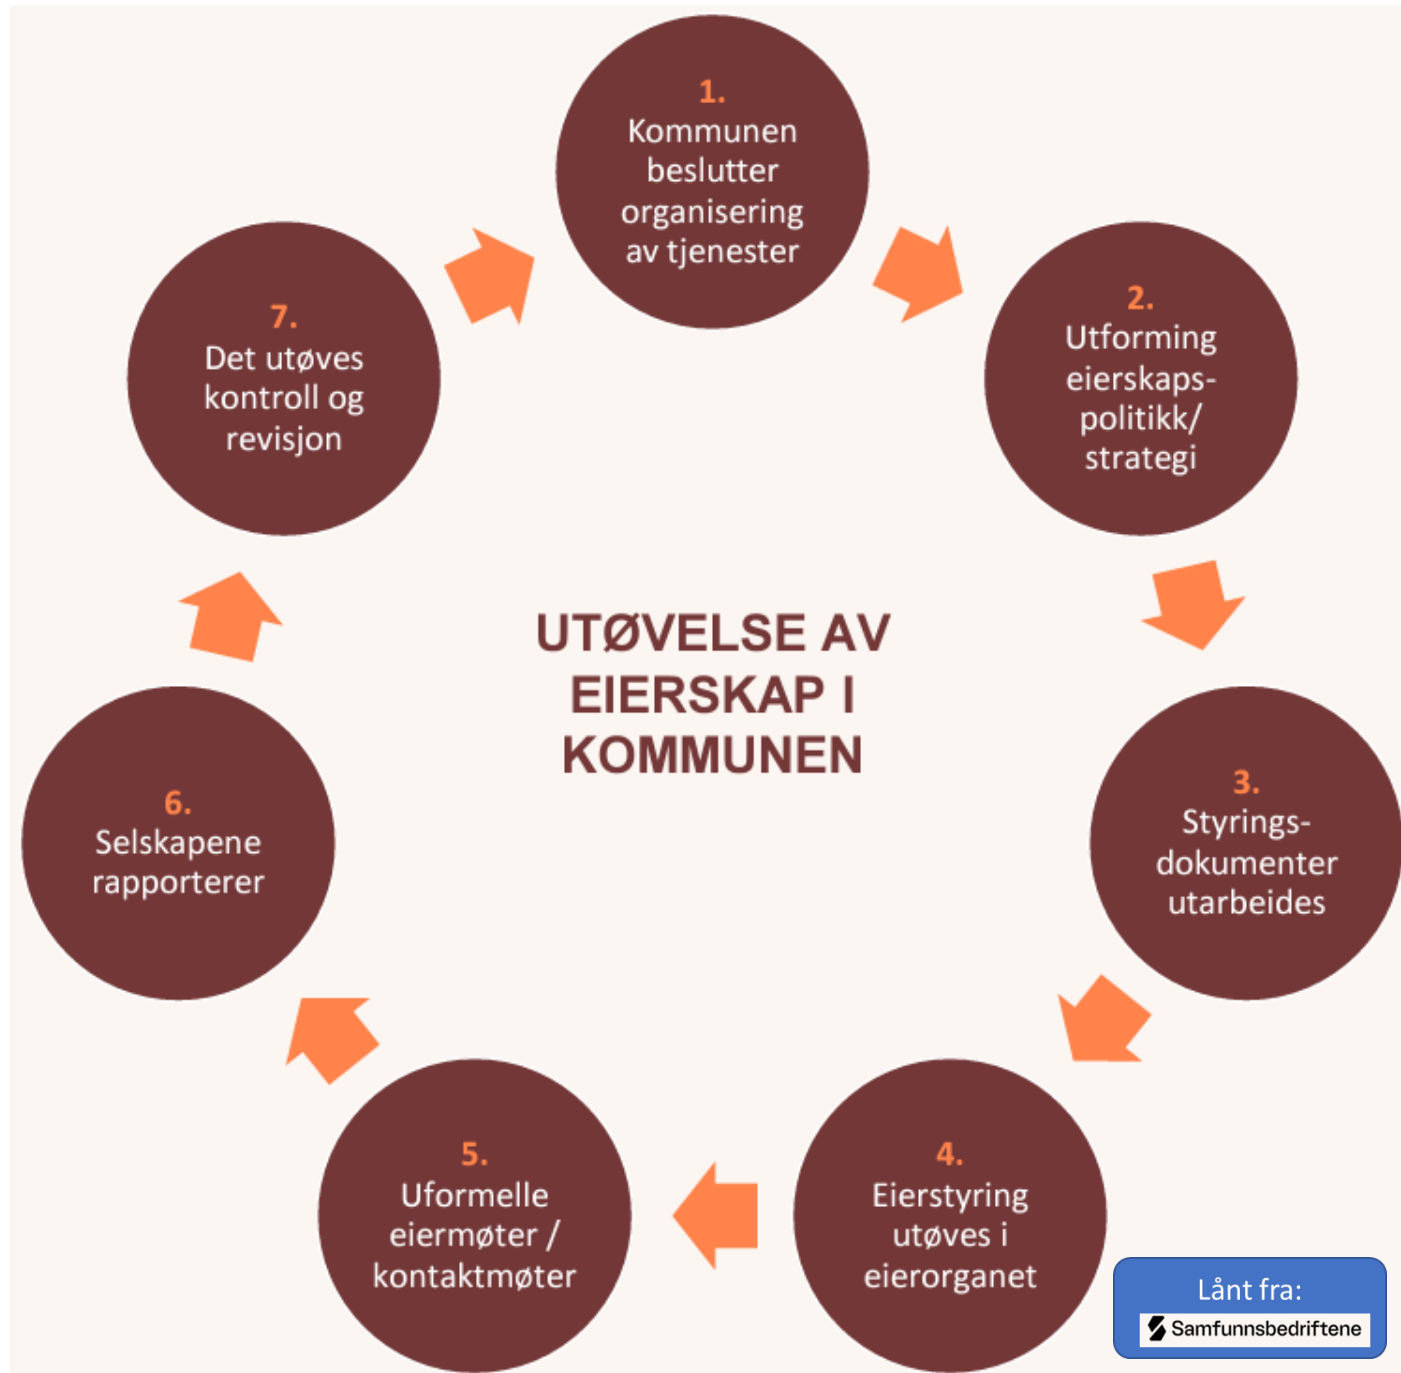 1.
Kommunen
beslutter
organisering
av tjenester
2.
Utforming
eierskaps-
politikk/
strategi
3.
Styrings-
dokumenter
utarbeides
4.
Eierstyring
utøves i
eierorganet
5.
Uformelle
eiermøter /
kontaktmøter
6.
Selskapene
rapporterer
7.
Det utøves
kontroll og
revisjon
UTØVELSE AV
EIERSKAP I
KOMMUNEN
Lånt fra:
Samfunnsbedriftene